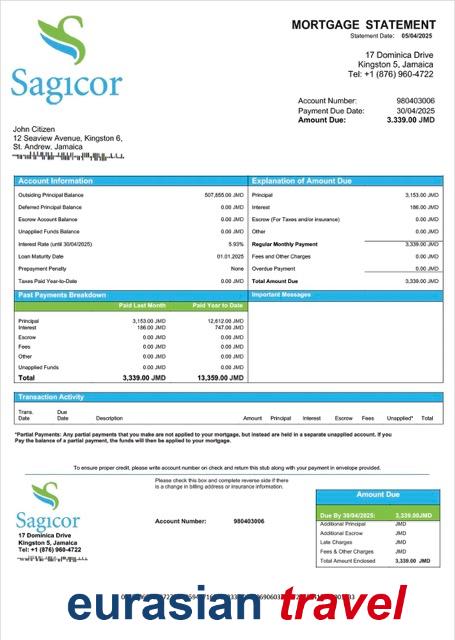 MORTGAGE STATEMENT
Statement Date: 05/04/2025
Sagicor
17 Dominica Drive
Kingston 5, Jamaica
Tel: +1 (876) 960-4722
Account Number: 980403006
Payment Due Date: 30/04/2025
Amount Due: 3.339.00 JMD
John Citizen
12 Seaview Avenue, Kingston 6,
St. Andrew, Jamaica
Account Information
Outsiding Principal Balance 507,655.00 JMD
Deferred Principal Balance 0.00 JMD
Escrow Account Balance 0.00 JMD
Unapplied Funds Balance 0.00 JMD
Interest Rate (until 30/04/2025) 5.93%
Loan Maturity Date 01.01.2025
Prepayment Penalty None
Taxes Paid Year-to-Date 0.00 JMD
Explanation of Amount Due
Principal 3,153.00 JMD
Interest 186.00 JMD
Escrow (For Taxes and/or insurance) 0.00 JMD
Other 0.00 JMD
Regular Monthly Payment 3,339.00 JMD
Fees and Other Charges 0.00 JMD
Overdue Payment 0.00 JMD
Total Amount Due 3,339.00 JMD
Past Payments Breakdown
Paid Last Month Paid Year to Date
Principal 3,153.00 JMD 12,612.00 JMD
Interest 186.00 JMD 747.00 JMD
Escrow 0.00 JMD 0.00 JMD
Fees 0.00 JMD 0.00 JMD
Other 0.00 JMD 0.00 JMD
Unapplied Funds 0.00 JMD 0.00 JMD
Total 3,339.00 JMD 13,359.00 JMD
Important Messages
Transaction Activity
Trans. Date Due Date Description Amount Principal Interest Escrow Fees Unapplied* Total
*Partial Payments: Any partial payments that you make are not applied to your mortgage, but instead are held in a separate unapplied account. If you
Pay the balance of a partial payment, the funds will then be applied to your mortgage.
To ensure proper credit, please write account number on check and return this stub along with your payment in envelope provided.
Please check this box and complete reverse side if there
is a change in billing address or insurance information.
Sagicor
17 Dominica Drive
Kingston 5, Jamaica
Tel: +1 (876) 960-4722
Account Number: 980403006
Amount Due
Due By 30/04/2025: 3,339.00JMD
Additional Principal JMD
Additional Escrow JMD
Late Charges JMD
Fees & Other Charges JMD
Total Amount Enclosed 3,339.00 JMD
eurasian travel